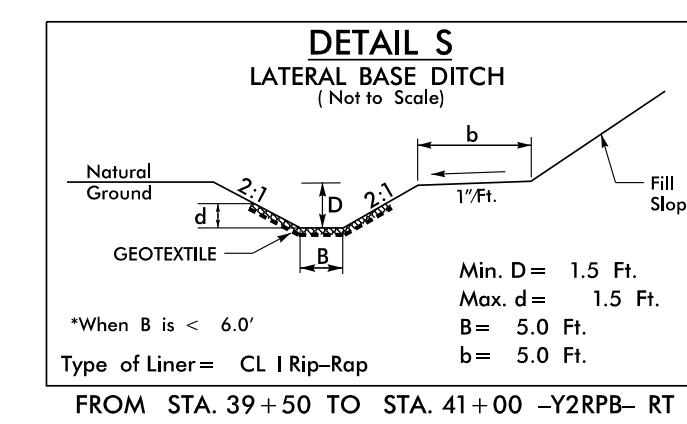 DETAIL S
LATERAL BASE DITCH
( Not to Scale)
b
Natural
Ground
2:1
D
2:1
1"/Ft.
Fill
Slope
d
GEOTEXTILE
B
Min. D = 1.5 Ft.
Max. d = 1.5 Ft.
*When B is < 6.0'
B = 5.0 Ft.
b = 5.0 Ft.
Type of Liner = CL I Rip-Rap
FROM STA. 39+50 TO STA. 41+00 -Y2RPB- RT